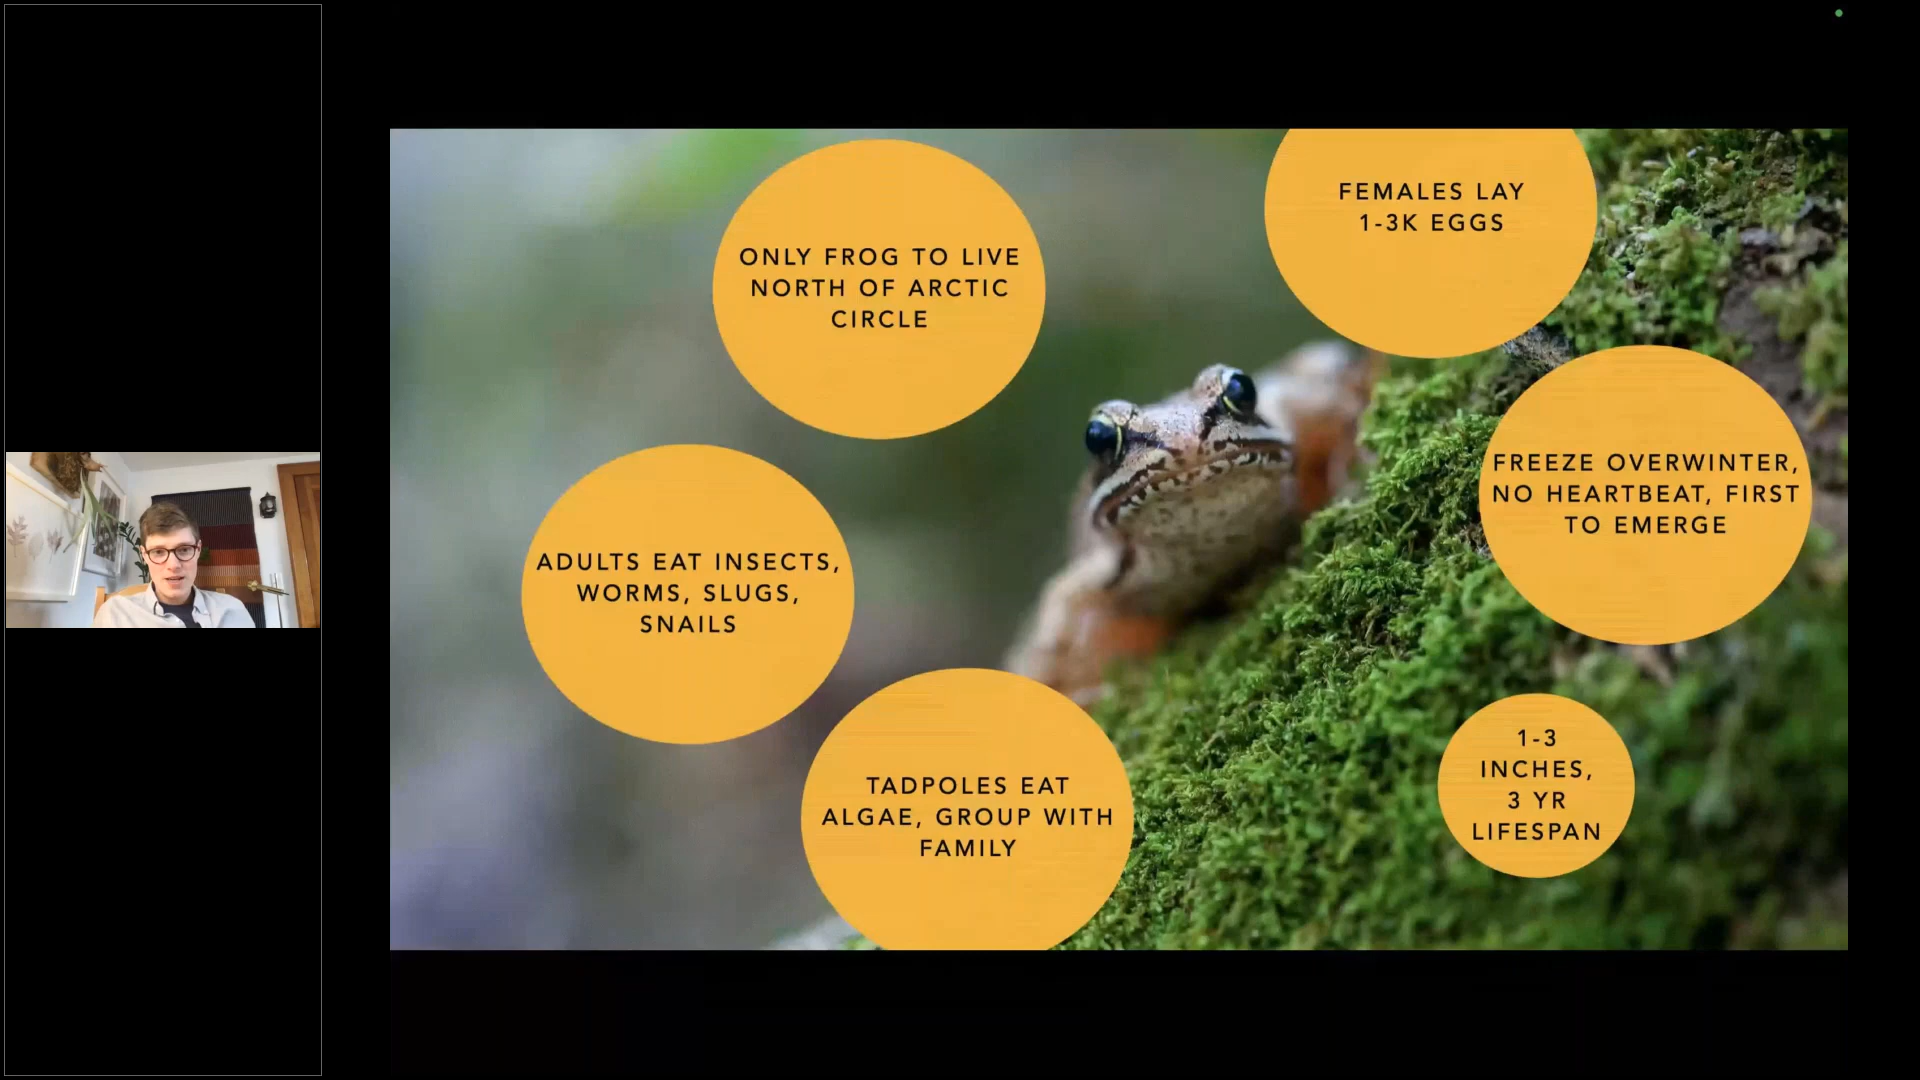 ONLY FROG TO LIVE
NORTH OF ARCTIC
CIRCLE
FEMALES LAY
1-3K EGGS
ADULTS EAT INSECTS,
WORMS, SLUGS,
SNAILS
FREEZE OVERWINTER,
NO HEARTBEAT, FIRST
TO EMERGE
TADPOLES EAT
ALGAE, GROUP WITH
FAMILY
1-3
INCHES,
3 YR
LIFESPAN